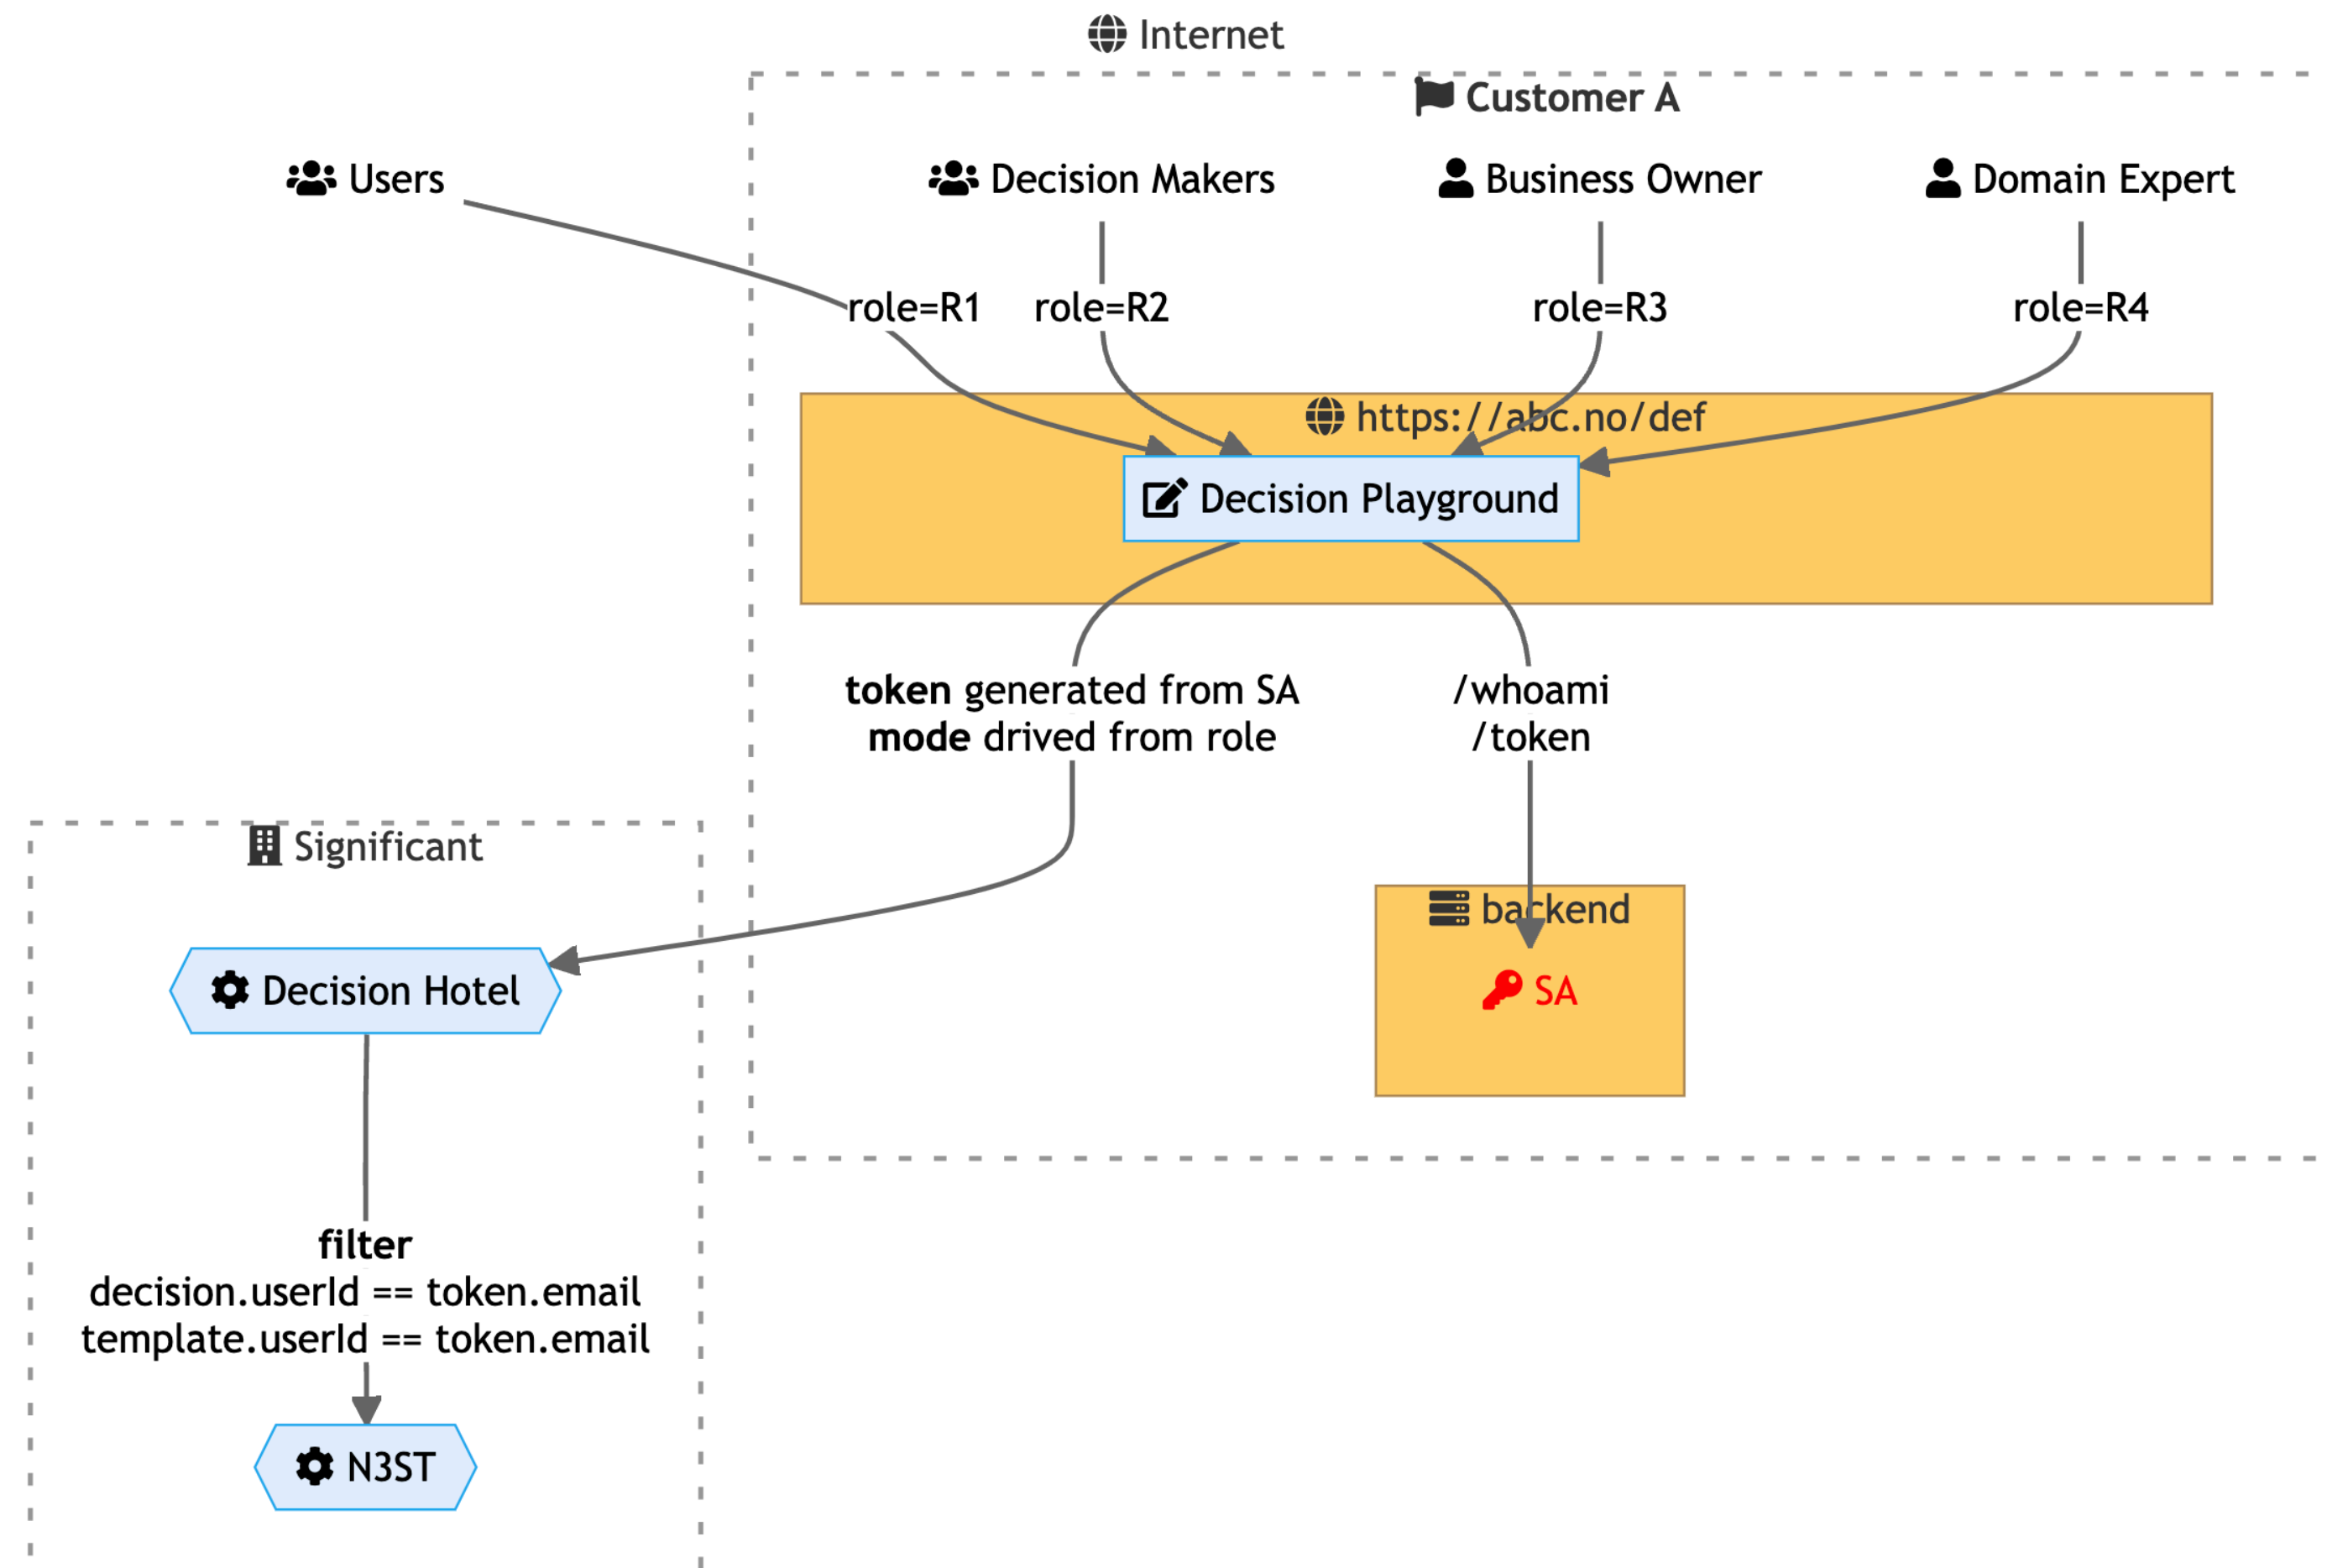 Internet
Customer A
Users
Decision Makers
Business Owner
Domain Expert
role=R1
role=R2
role=R3
role=R4
https://abc.no/def
Decision Playground
token generated from SA
mode drived from role
/whoami
/token
Significant
backend
Decision Hotel
SA
filter
decision.userId == token.email
template.userId == token.email
N3ST